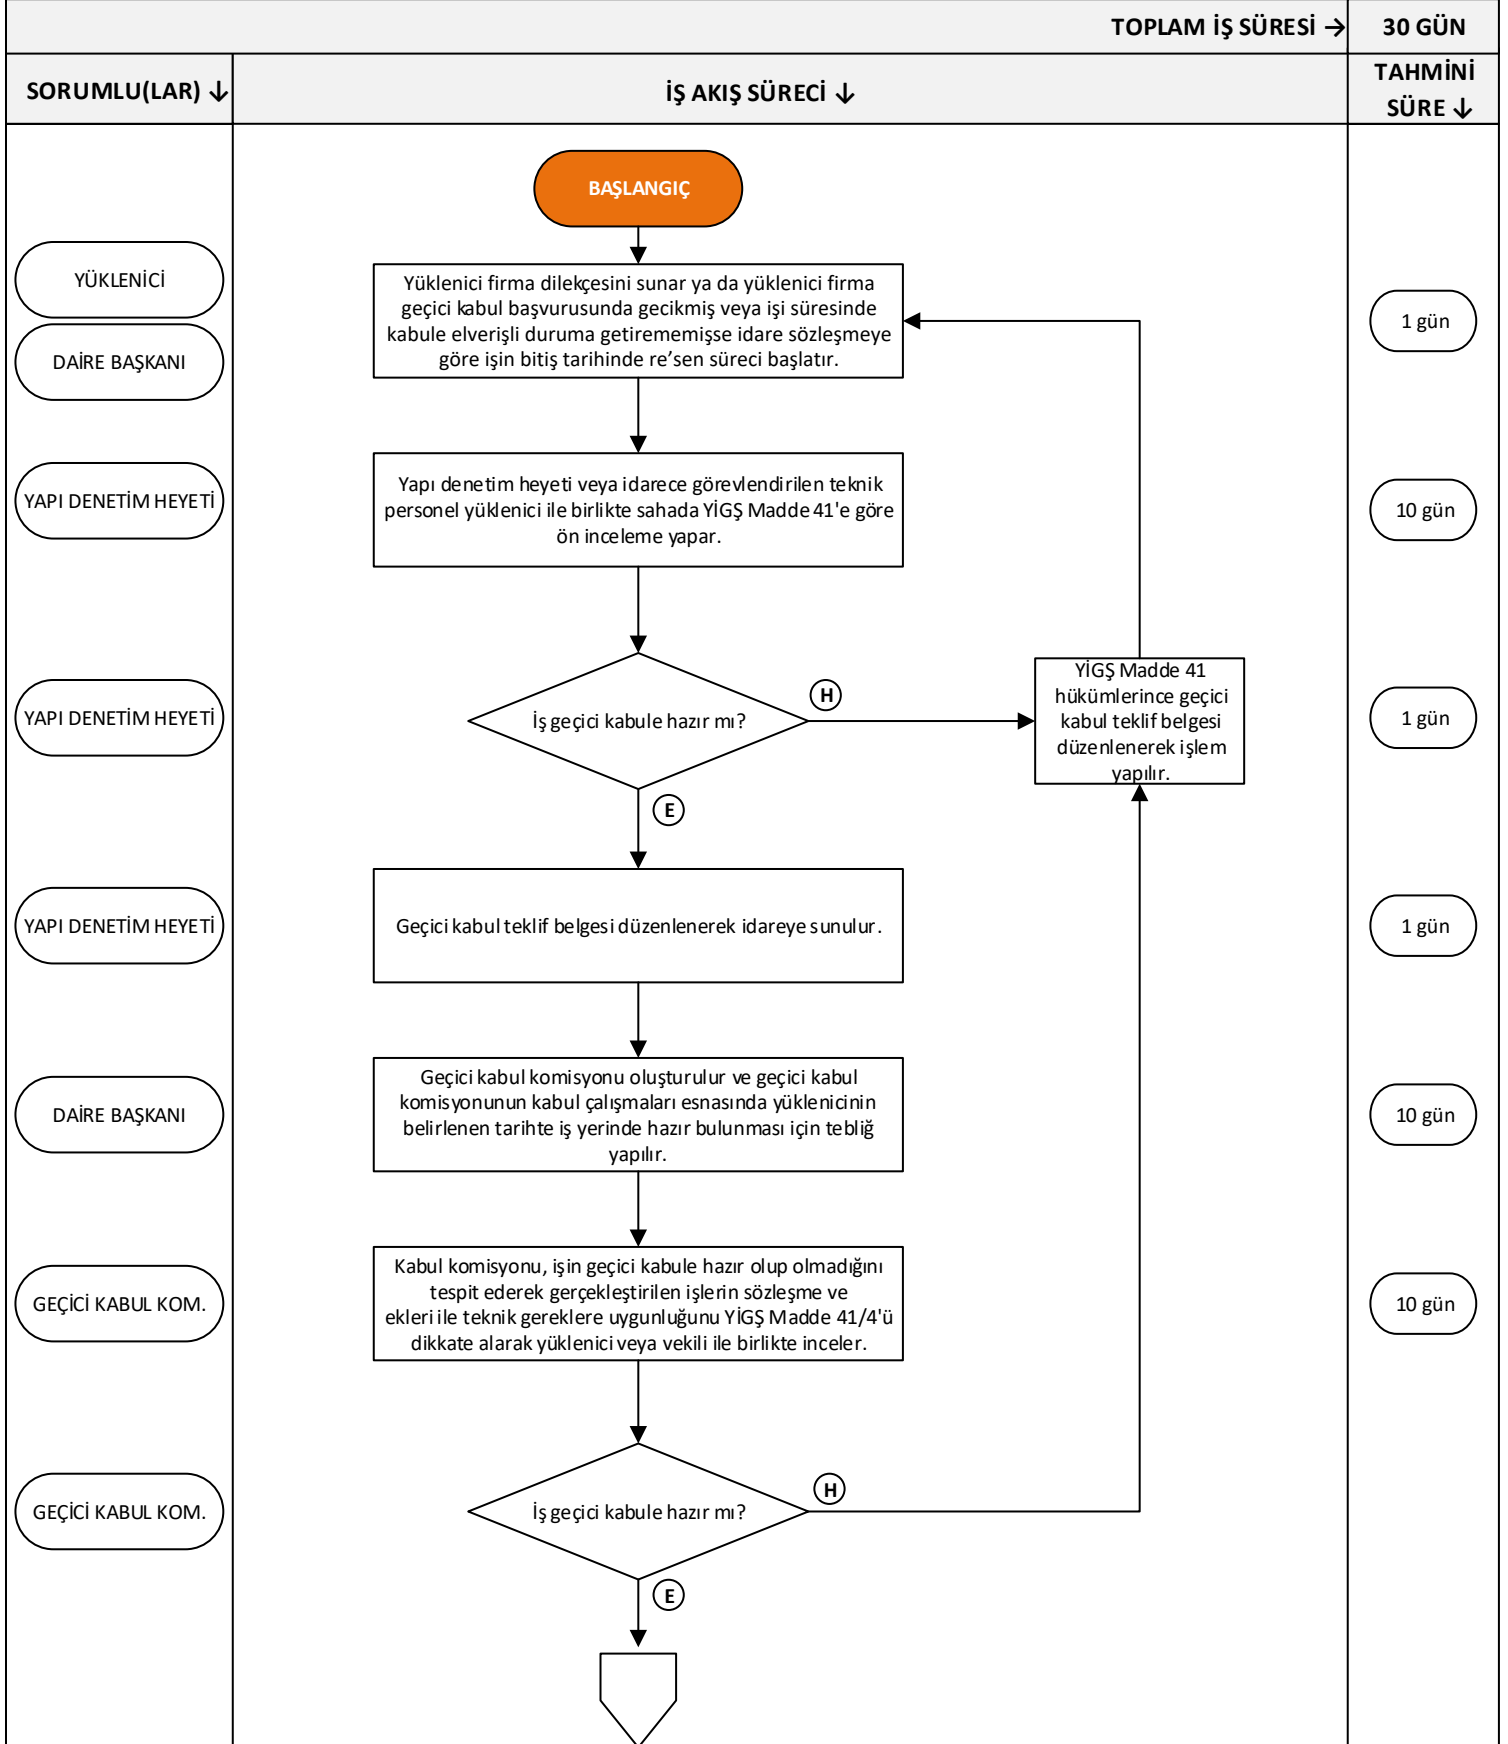 TOPLAM İŞ SÜRESİ →
30 GÜN
SORUMLU(LAR) ↓
İŞ AKIŞ SÜRECİ ↓
TAHMİNİ
SÜRE ↓
BAŞLANGIÇ
YÜKLENİCİ
DAİRE BAŞKANI
Yüklenici firma dilekçesini sunar ya da yüklenici firma
geçici kabul başvurusunda gecikmiş veya işi süresinde
kabule elverişli duruma getirememişse idare sözleşmeye
göre işin bitiş tarihinde re’sen süreci başlatır.
1 gün
YAPI DENETİM HEYETİ
Yapı denetim heyeti veya idarece görevlendirilen teknik
personel yüklenici ile birlikte sahada YİGŞ Madde 41'e göre
ön inceleme yapar.
10 gün
YAPI DENETİM HEYETİ
İş geçici kabule hazır mı?
H
E
YİGŞ Madde 41
hükümlerince geçici
kabul teklif belgesi
düzenlenerek işlem
yapılır.
1 gün
YAPI DENETİM HEYETİ
Geçici kabul teklif belgesi düzenlenerek idareye sunulur.
1 gün
DAİRE BAŞKANI
Geçici kabul komisyonu oluşturulur ve geçici kabul
komisyonunun kabul çalışmaları esnasında yüklenicinin
belirlenen tarihte iş yerinde hazır bulunması için tebliğ
yapılır.
10 gün
GEÇİCİ KABUL KOM.
Kabul komisyonu, işin geçici kabule hazır olup olmadığını
tespit ederek gerçekleştirilen işlerin sözleşme ve
ekleri ile teknik gereklere uygunluğunu YİGŞ Madde 41/4'ü
dikkate alarak yüklenici veya vekili ile birlikte inceler.
10 gün
GEÇİCİ KABUL KOM.
İş geçici kabule hazır mı?
H
E